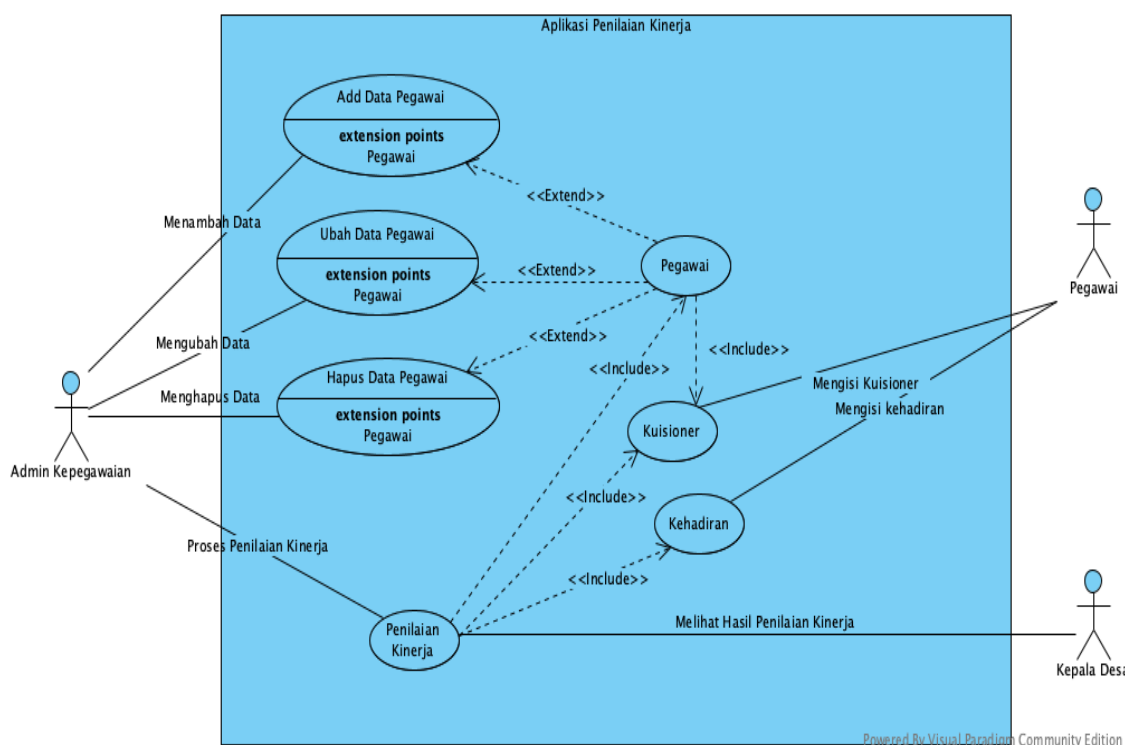 Aplikasi Penilaian Kinerja
Add Data Pegawai
extension points
Pegawai
<<Extend>>
Menambah Data
Ubah Data Pegawai
extension points
Pegawai
<<Extend>>
Pegawai
Pegawai
Mengubah Data
<<Extend>>
<<Include>>
<<Include>>
Hapus Data Pegawai
extension points
Pegawai
Menghapus Data
Mengisi Kuisioner
Mengisi kehadiran
Kuisioner
Admin Kepegawaian
<<Include>>
Kehadiran
Proses Penilaian Kinerja
<<Include>>
Penilaian
Kinerja
Melihat Hasil Penilaian Kinerja
Kepala Desa
Powered By Visual Paradigm Community Edition